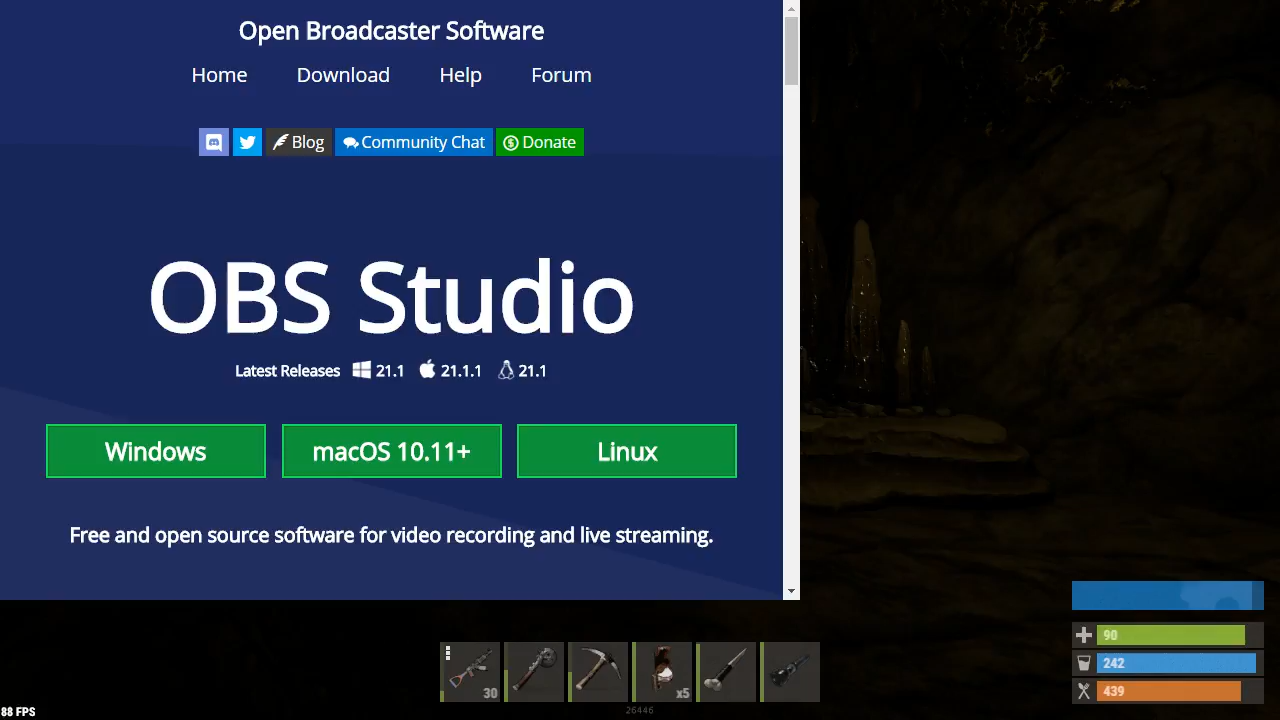 Open Broadcaster Software
Home Download Help Forum
Blog Community Chat Donate
OBS Studio
Latest Releases 21.1 21.1.1 21.1
Windows macOS 10.11+ Linux
Free and open source software for video recording and live streaming.
90
242
439
30 x5
26446
88 FPS